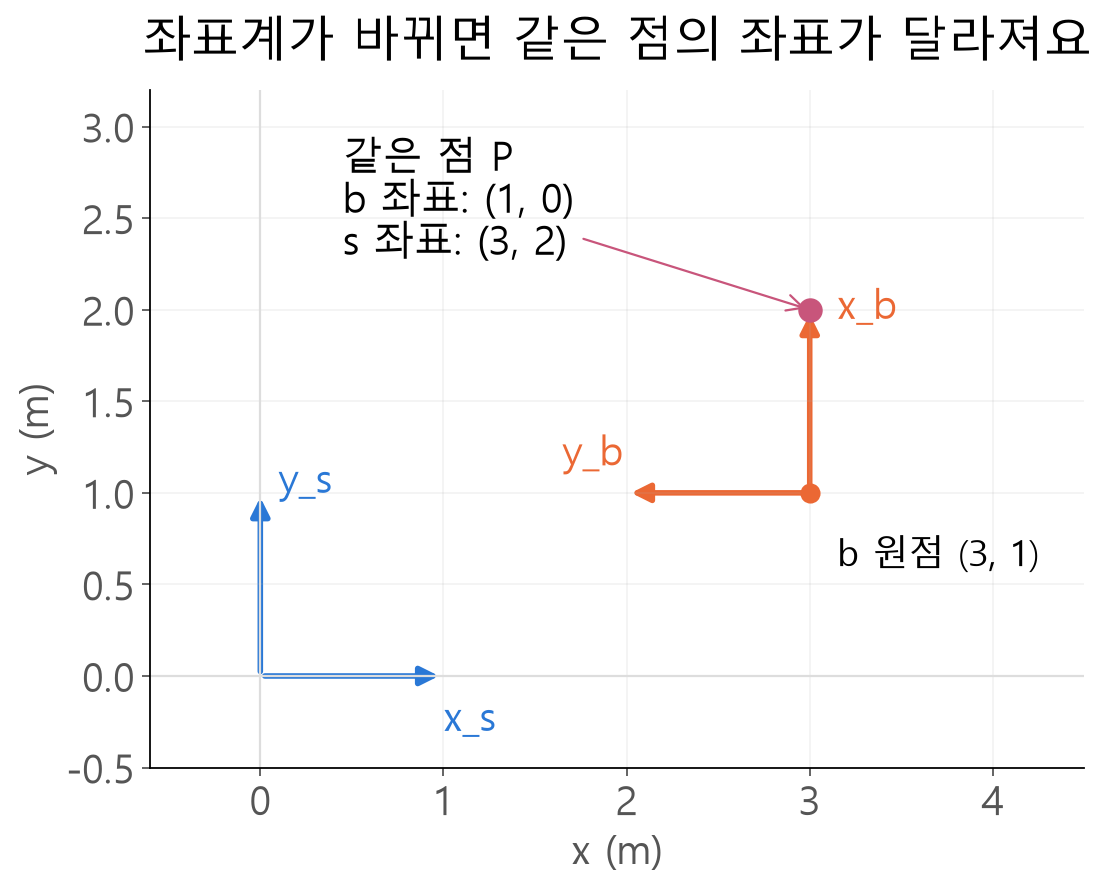 좌표계가 바뀌면 같은 점의 좌표가 달라져요
3.0
2.5
2.0
1.5
1.0
0.5
0.0
-0.5
y (m)
같은 점 P
b 좌표: (1, 0)
s 좌표: (3, 2)
x_b
y_b
y_s
b 원점 (3, 1)
x_s
0
1
2
3
4
x (m)